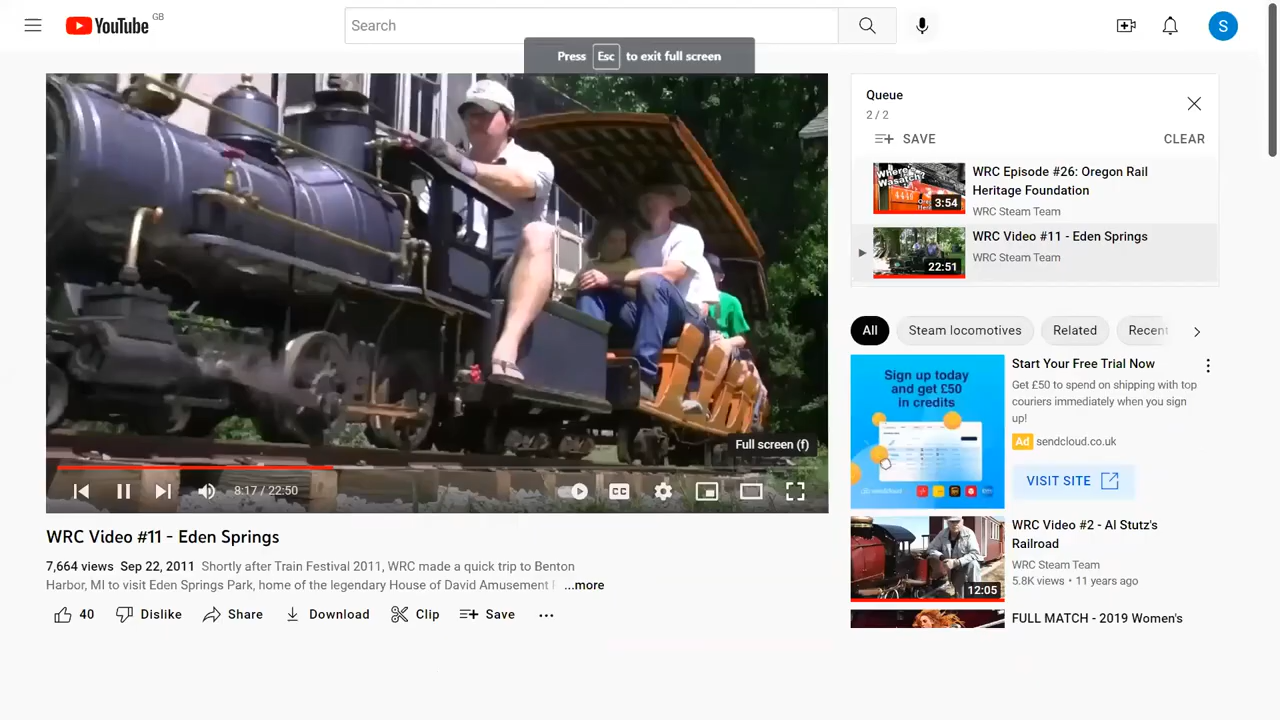 YouTube GB
Search
S
Press Esc to exit full screen
Full screen (f)
8:17 / 22:50
CC
WRC Video #11 - Eden Springs
7,664 views Sep 22, 2011 Shortly after Train Festival 2011, WRC made a quick trip to Benton
Harbor, MI to visit Eden Springs Park, home of the legendary House of David Amusement ...more
40 Dislike Share Download Clip Save
Queue
2 / 2
SAVE CLEAR
Where's
Wasatch?
3:54
WRC Episode #26: Oregon Rail
Heritage Foundation
WRC Steam Team
22:51
WRC Video #11 - Eden Springs
WRC Steam Team
All Steam locomotives Related Recent
Sign up today
and get £50
in credits
Start Your Free Trial Now
Get £50 to spend on shipping with top
couriers immediately when you sign
up!
Ad sendcloud.co.uk
VISIT SITE
12:05
WRC Video #2 - Al Stutz's
Railroad
WRC Steam Team
5.8K views • 11 years ago
FULL MATCH - 2019 Women's